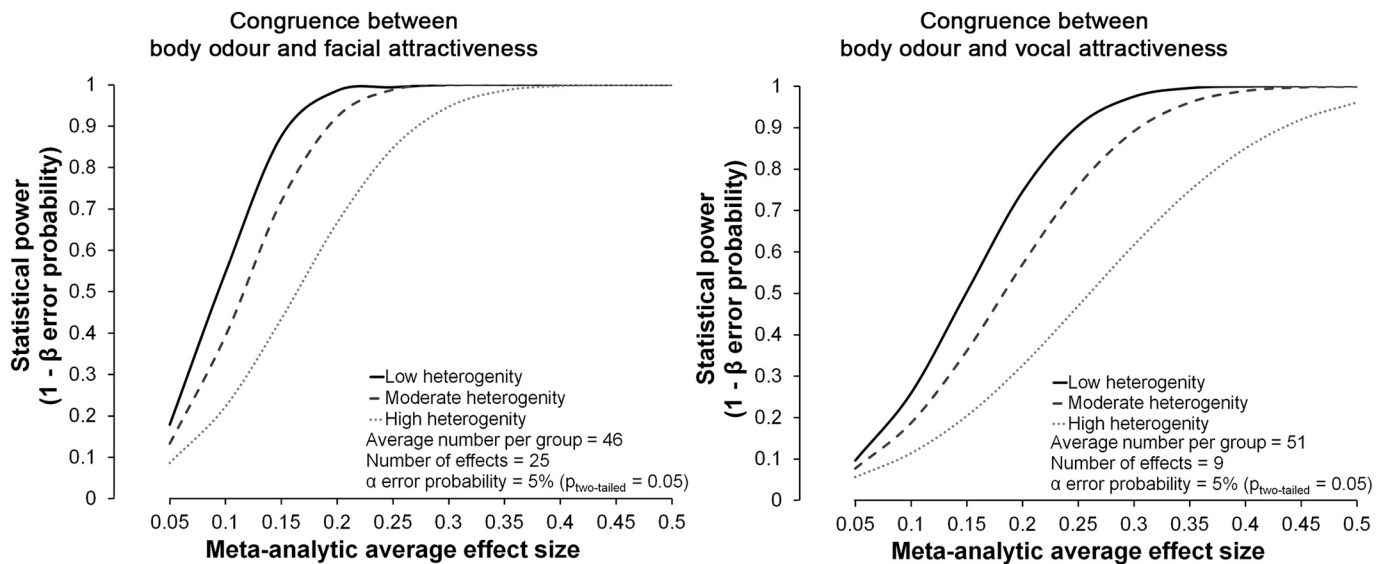 Congruence between
body odour and facial attractiveness
1
0.9
0.8
0.7
0.6
0.5
0.4
0.3
0.2
0.1
0
Statistical power
(1 - β error probability)
Low heterogenity
Moderate heterogenity
High heterogenity
Average number per group = 46
Number of effects = 25
α error probability = 5% (ptwo-tailed = 0.05)
0.05 0.1 0.15 0.2 0.25 0.3 0.35 0.4 0.45 0.5
Meta-analytic average effect size
Congruence between
body odour and vocal attractiveness
1
0.9
0.8
0.7
0.6
0.5
0.4
0.3
0.2
0.1
0
Statistical power
(1 - β error probability)
Low heterogenity
Moderate heterogenity
High heterogenity
Average number per group = 51
Number of effects = 9
α error probability = 5% (ptwo-tailed = 0.05)
0.05 0.1 0.15 0.2 0.25 0.3 0.35 0.4 0.45 0.5
Meta-analytic average effect size